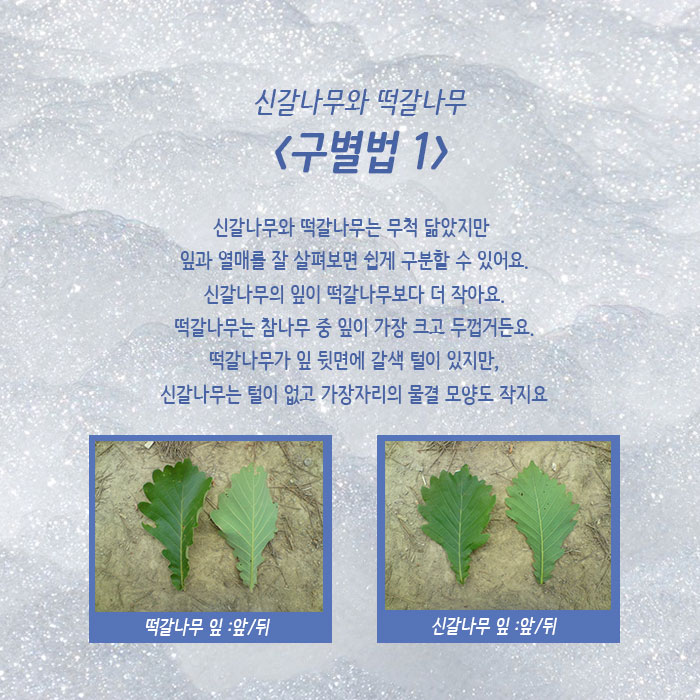 신갈나무와 떡갈나무
<구별법 1>
신갈나무와 떡갈나무는 무척 닮았지만
잎과 열매를 잘 살펴보면 쉽게 구분할 수 있어요.
신갈나무의 잎이 떡갈나무보다 더 작아요.
떡갈나무는 참나무 중 잎이 가장 크고 두껍거든요.
떡갈나무가 잎 뒷면에 갈색 털이 있지만,
신갈나무는 털이 없고 가장자리의 물결 모양도 작지요
떡갈나무 잎 :앞/뒤
신갈나무 잎 :앞/뒤